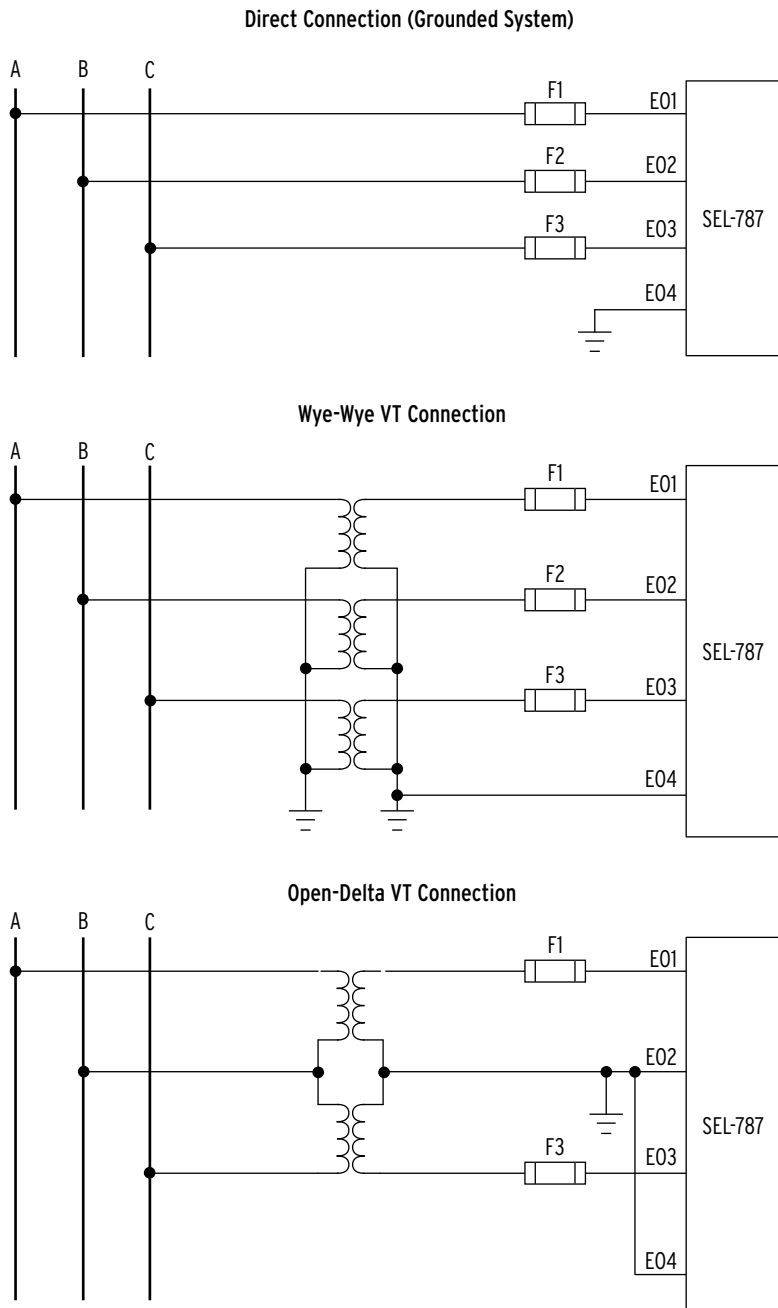 Direct Connection (Grounded System)
A B C
F1 E01
F2 E02
F3 E03
SEL-787
E04
Wye-Wye VT Connection
A B C
F1 E01
F2 E02
SEL-787
F3 E03
E04
Open-Delta VT Connection
A B C
F1 E01
E02
SEL-787
F3 E03
E04